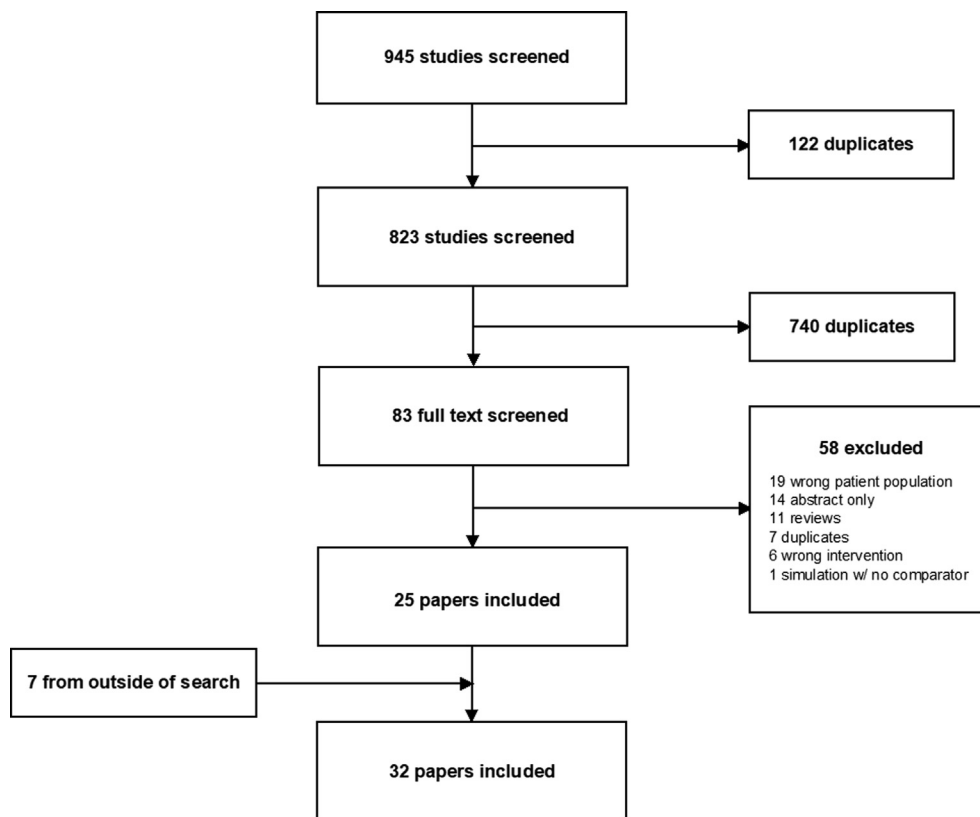 945 studies screened
122 duplicates
823 studies screened
740 duplicates
83 full text screened
58 excluded
19 wrong patient population
14 abstract only
11 reviews
7 duplicates
6 wrong intervention
1 simulation w/ no comparator
25 papers included
7 from outside of search
32 papers included